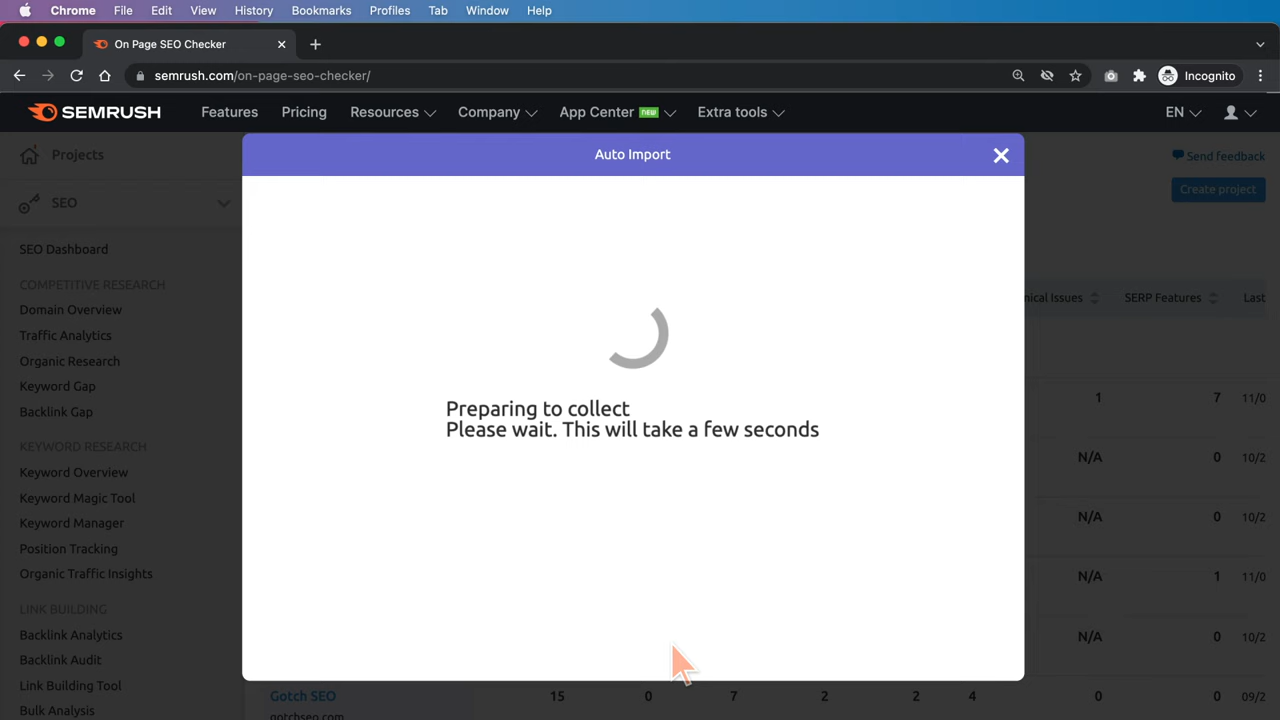 Chrome File Edit View History Bookmarks Profiles Tab Window Help
On Page SEO Checker
semrush.com/on-page-seo-checker/
Incognito
SEMRUSH Features Pricing Resources Company App Center NEW Extra tools EN
Auto Import
Projects
Send feedback
SEO
Create project
SEO Dashboard
COMPETITIVE RESEARCH
Domain Overview
nical Issues SERP Features Last
Traffic Analytics
Organic Research
Keyword Gap
1 7 11/0
Backlink Gap
Preparing to collect
Please wait. This will take a few seconds
KEYWORD RESEARCH
N/A 0 10/2
Keyword Overview
Keyword Magic Tool
Keyword Manager
N/A 0 10/2
Position Tracking
Organic Traffic Insights
N/A 1 11/0
LINK BUILDING
Backlink Analytics
N/A 0 10/2
Backlink Audit
Link Building Tool
Gotch SEO 15 0 7 2 2 4 0 0 09/2
Bulk Analysis
gotchseo.com